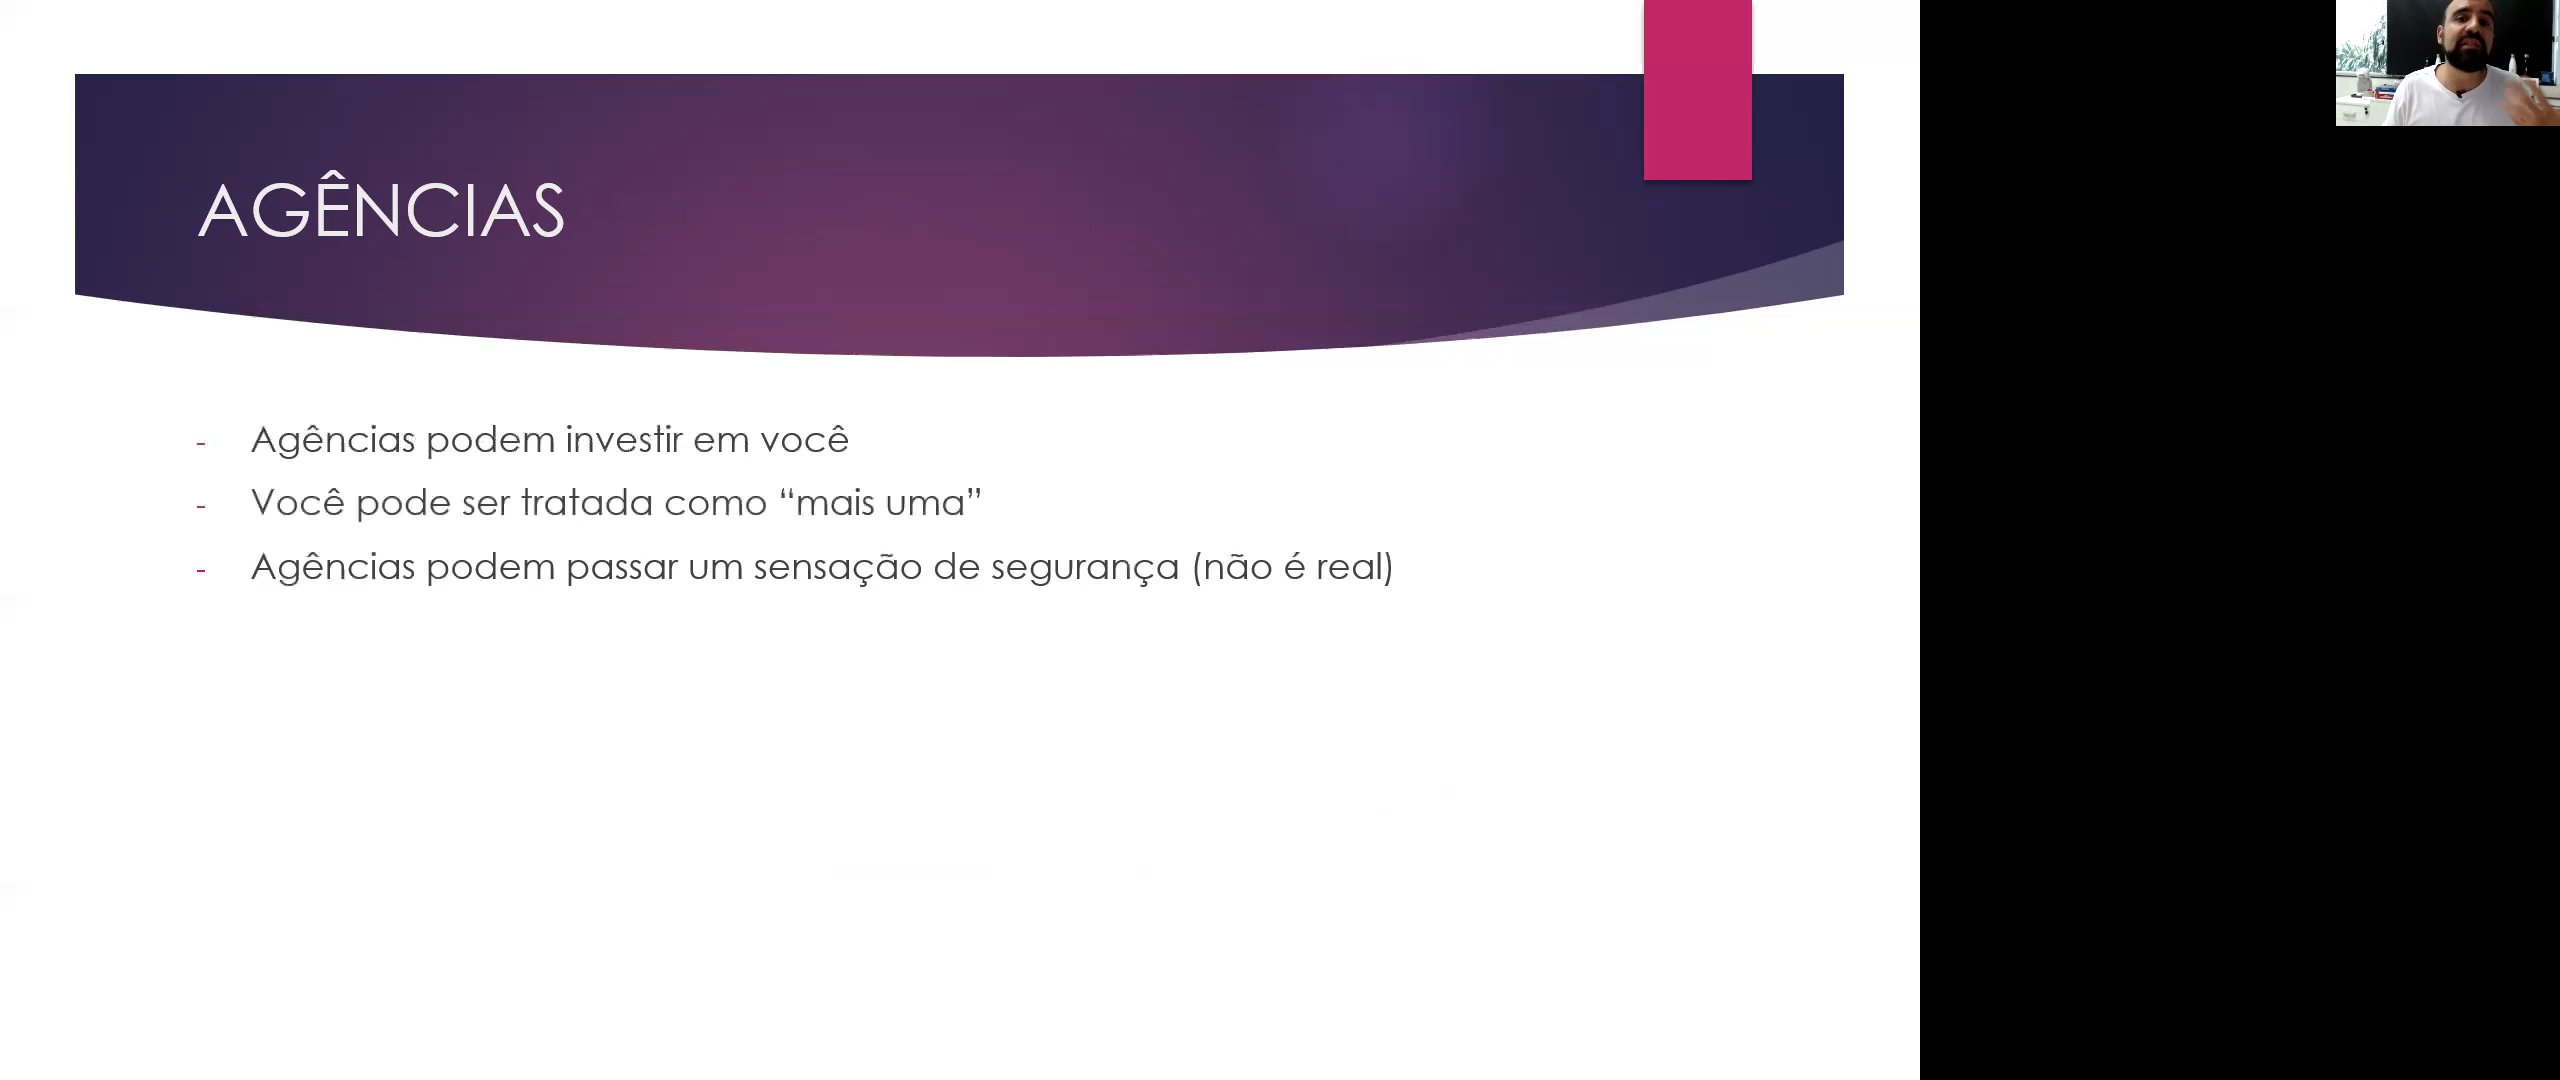 AGÊNCIAS
- Agências podem investir em você
- Você pode ser tratada como “mais uma”
- Agências podem passar um sensação de segurança (não é real)